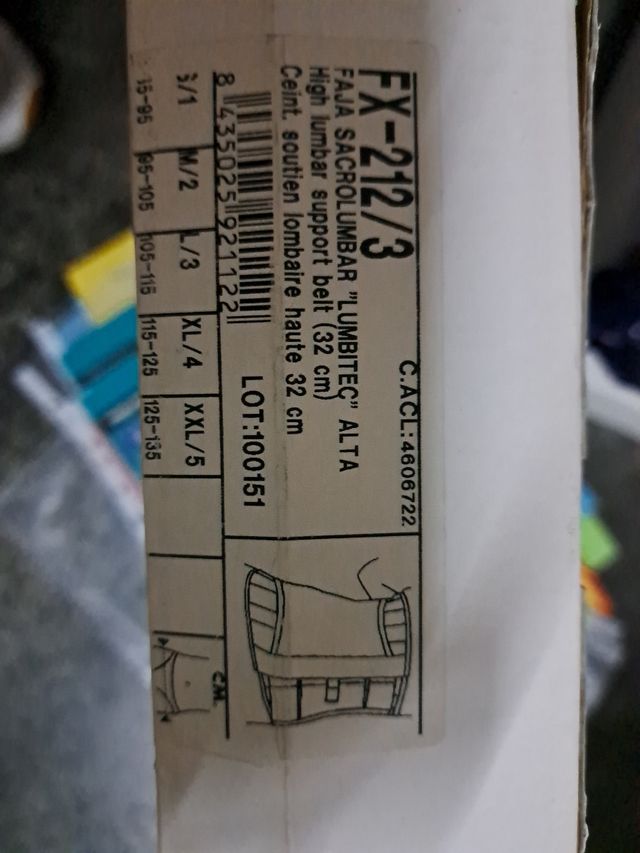 C.ACL:4606722
FX-212/3
FAJA SACROLUMBAR "LUMBITEC" ALTA
High lumbar support belt (32 cm)
Ceint. soutien lombaire haute 32 cm
LOT:100151
8 435025 921122
S/1 M/2 L/3 XL/4 XXL/5 C.M.
95-105 105-115 115-125 125-135